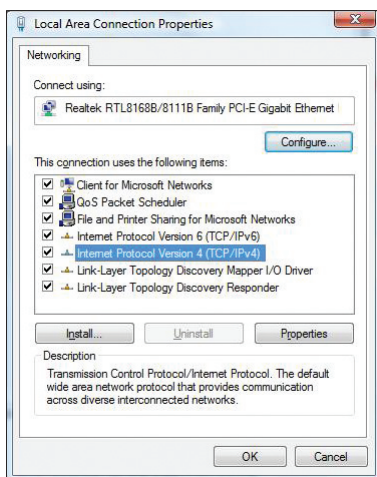 Local Area Connection Properties
Networking
Connect using:
Realtek RTL8168B/8111B Family PCI-E Gigabit Ethernet
Configure...
This connection uses the following items:
Client for Microsoft Networks
QoS Packet Scheduler
File and Printer Sharing for Microsoft Networks
Internet Protocol Version 6 (TCP/IPv6)
Internet Protocol Version 4 (TCP/IPv4)
Link-Layer Topology Discovery Mapper I/O Driver
Link-Layer Topology Discovery Responder
Install... Uninstall Properties
Description
Transmission Control Protocol/Internet Protocol. The default
wide area network protocol that provides communication
across diverse interconnected networks.
OK Cancel